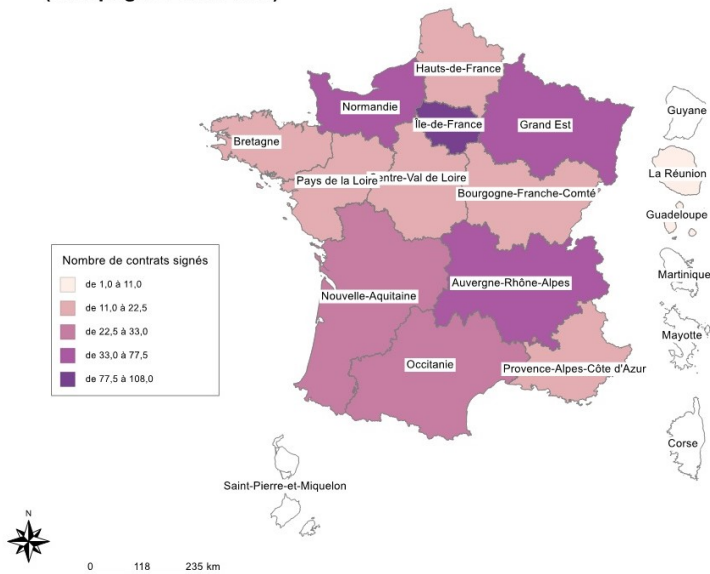 Hauts-de-France
Normandie
Île-de-France
Grand Est
Guyane
Bretagne
Pays de la Loire
Centre-Val de Loire
La Réunion
Bourgogne-Franche-Comté
Guadeloupe
Nombre de contrats signés
de 1,0 à 11,0
de 11,0 à 22,5
de 22,5 à 33,0
de 33,0 à 77,5
de 77,5 à 108,0
Martinique
Auvergne-Rhône-Alpes
Nouvelle-Aquitaine
Mayotte
Occitanie
Provence-Alpes-Côte d'Azur
Corse
Saint-Pierre-et-Miquelon
N
0 118 235 km